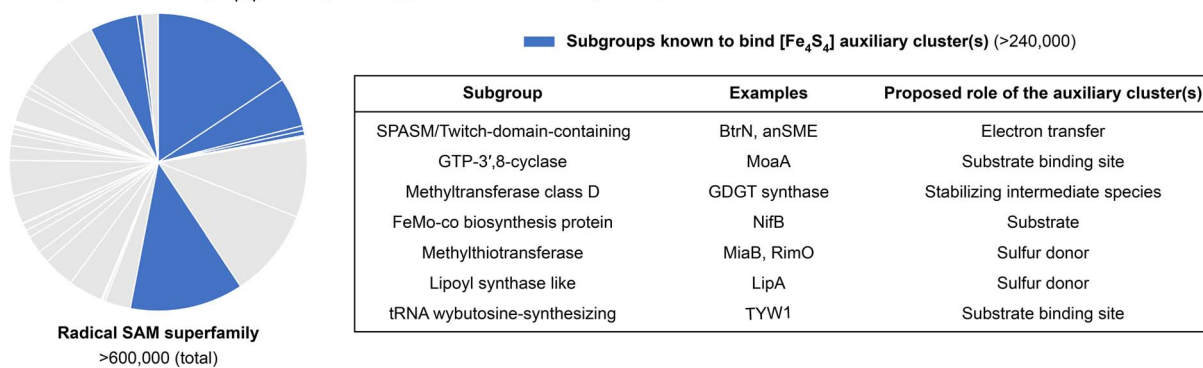 Subgroups known to bind [Fe₄S₄] auxiliary cluster(s) (>240,000)
Subgroup Examples Proposed role of the auxiliary cluster(s)
SPASM/Twitch-domain-containing BtrN, anSME Electron transfer
GTP-3′,8-cyclase MoaA Substrate binding site
Methyltransferase class D GDGT synthase Stabilizing intermediate species
FeMo-co biosynthesis protein NifB Substrate
Methylthiotransferase MiaB, RimO Sulfur donor
Lipoyl synthase like LipA Sulfur donor
tRNA wybutosine-synthesizing TYW1 Substrate binding site
Radical SAM superfamily
>600,000 (total)